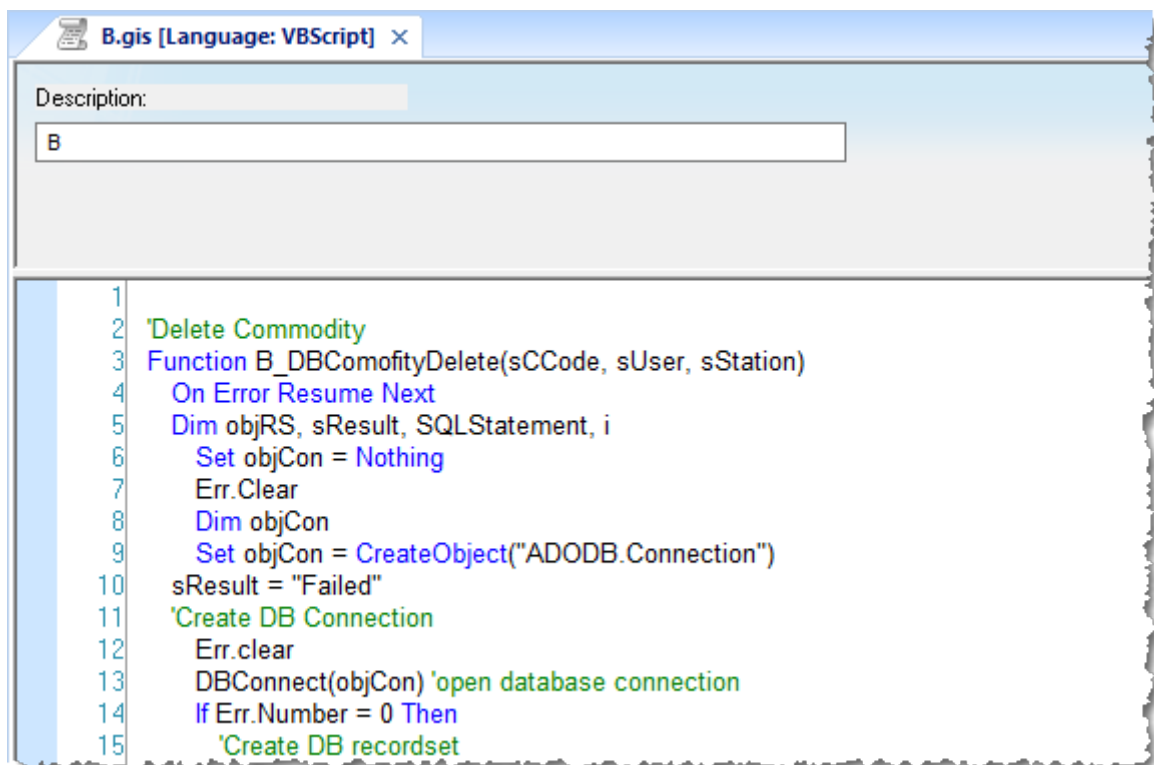 B.gis [Language: VBScript] ×
Description:
B
1
2 'Delete Commodity
3 Function B_DBComofityDelete(sCCode, sUser, sStation)
4 On Error Resume Next
5 Dim objRS, sResult, SQLStatement, i
6 Set objCon = Nothing
7 Err.Clear
8 Dim objCon
9 Set objCon = CreateObject("ADODB.Connection")
10 sResult = "Failed"
11 'Create DB Connection
12 Err.clear
13 DBConnect(objCon) 'open database connection
14 If Err.Number = 0 Then
15 'Create DB recordset